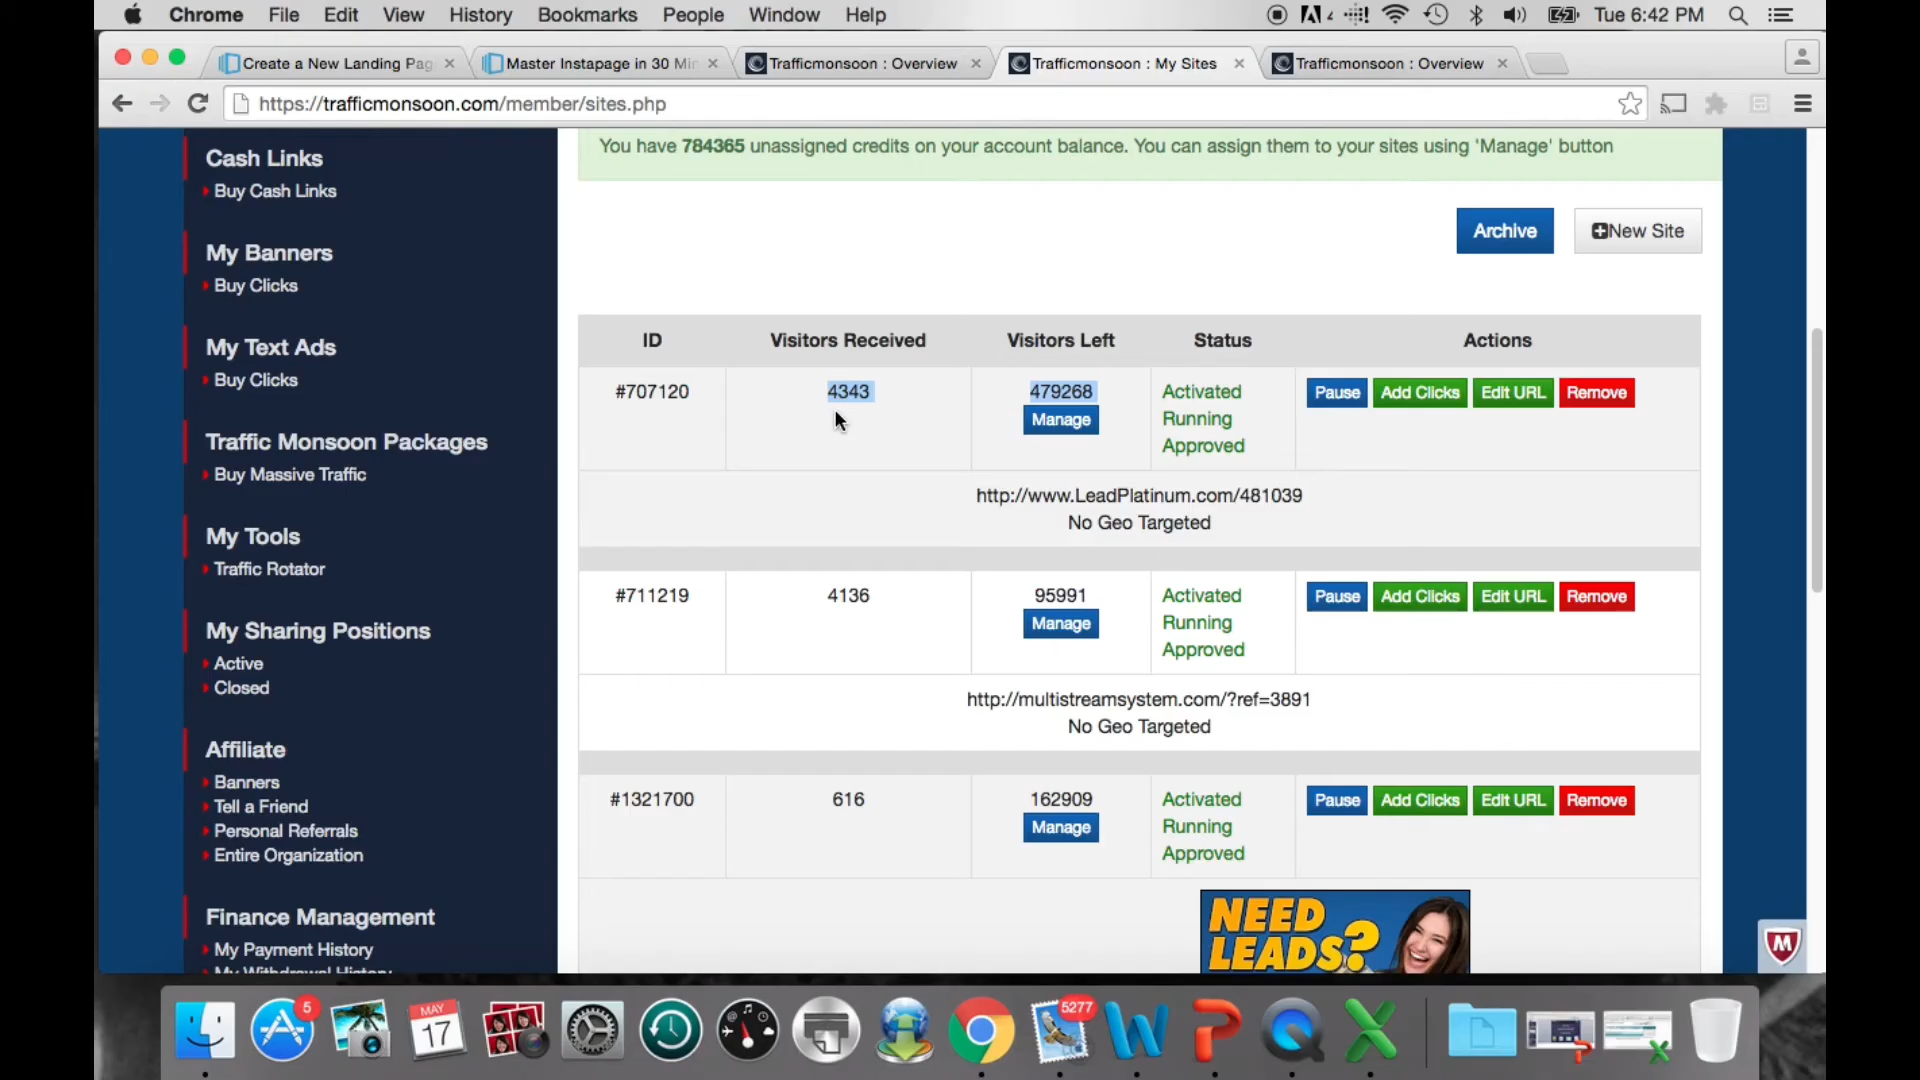 Chrome File Edit View History Bookmarks People Window Help
4 Tue 6:42 PM
Create a New Landing Pag
Master Instapage in 30 Min
Trafficmonsoon : Overview
Trafficmonsoon : My Sites
Trafficmonsoon : Overview
https://trafficmonsoon.com/member/sites.php
Cash Links
Buy Cash Links
My Banners
Buy Clicks
My Text Ads
Buy Clicks
Traffic Monsoon Packages
Buy Massive Traffic
My Tools
Traffic Rotator
My Sharing Positions
Active
Closed
Affiliate
Banners
Tell a Friend
Personal Referrals
Entire Organization
Finance Management
My Payment History
My Withdrawal History
You have 784365 unassigned credits on your account balance. You can assign them to your sites using 'Manage' button
Archive
New Site
ID Visitors Received Visitors Left Status Actions
#707120 4343 479268 Activated Pause Add Clicks Edit URL Remove
Manage Running
Approved
http://www.LeadPlatinum.com/481039
No Geo Targeted
#711219 4136 95991 Activated Pause Add Clicks Edit URL Remove
Manage Running
Approved
http://multistreamsystem.com/?ref=3891
No Geo Targeted
#1321700 616 162909 Activated Pause Add Clicks Edit URL Remove
Manage Running
Approved
NEED
LEADS?
M
5
MAY
17
5277
W
P
X